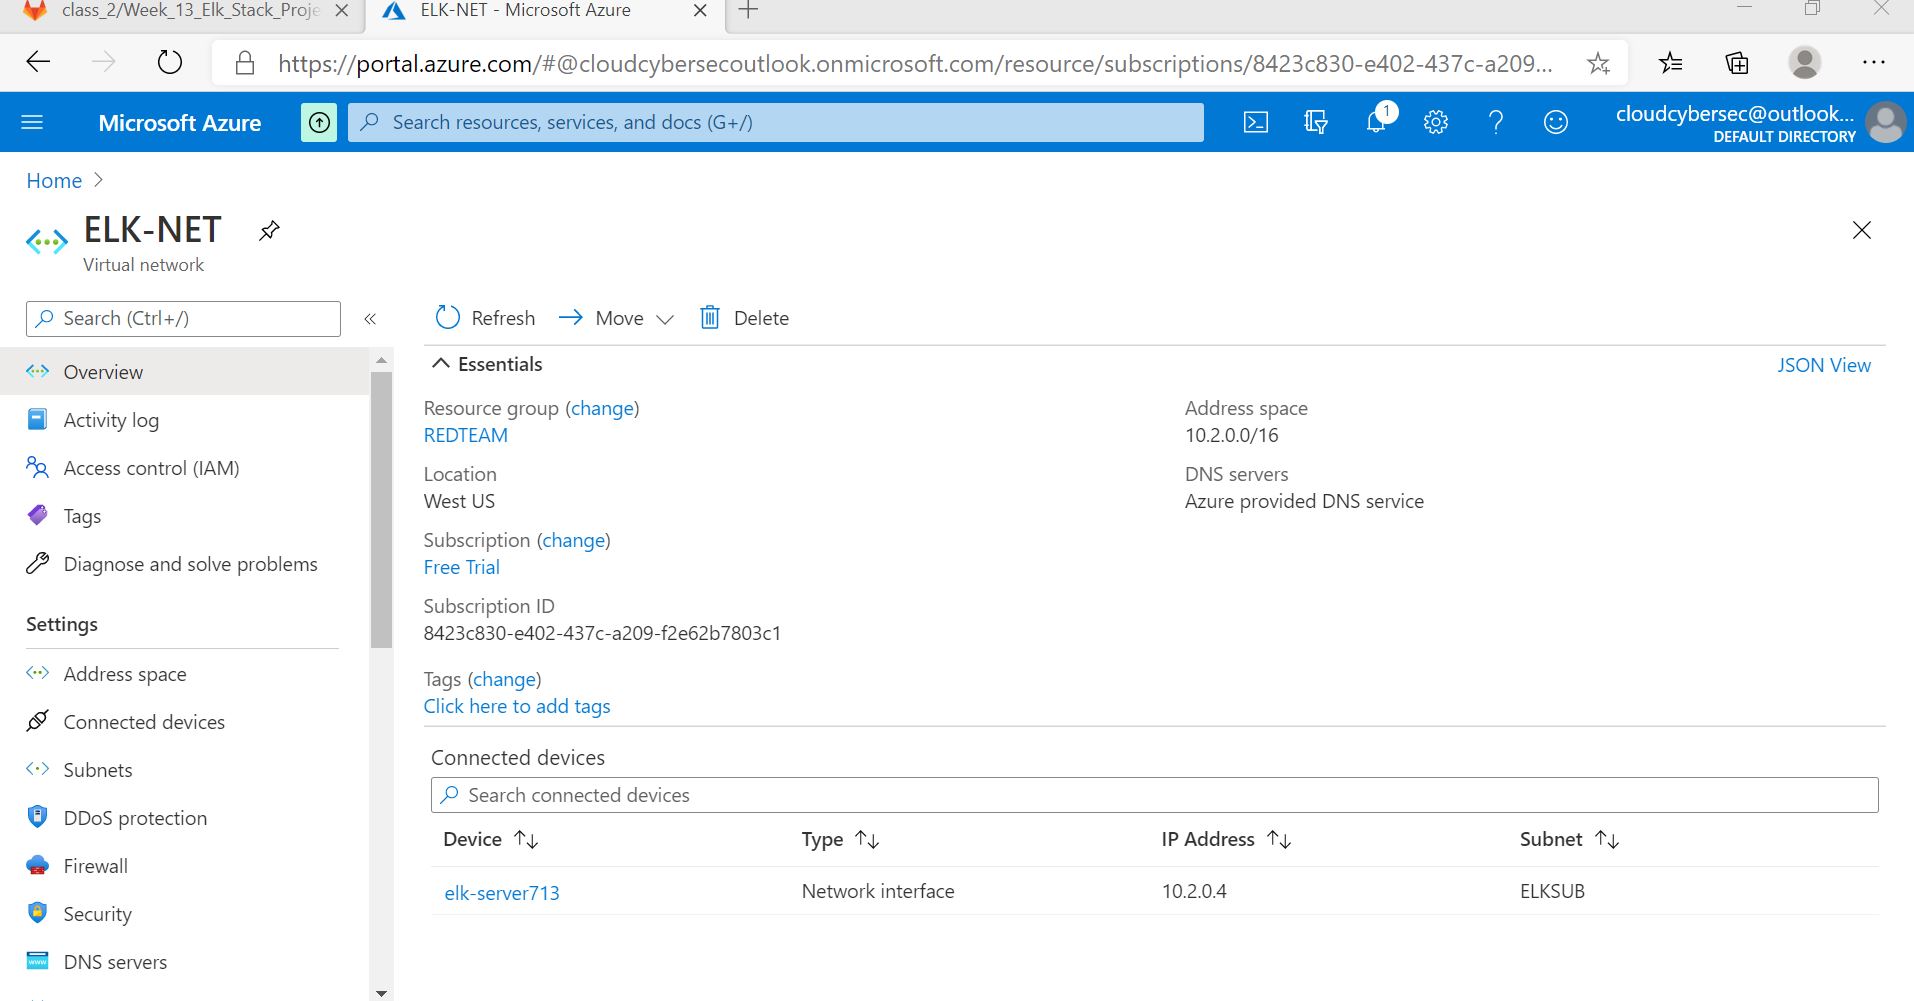 class_2/Week_13_Elk_Stack_Proje
ELK-NET - Microsoft Azure
https://portal.azure.com/#@cloudcybersecoutlook.onmicrosoft.com/resource/subscriptions/8423c830-e402-437c-a209...
Microsoft Azure
Search resources, services, and docs (G+/)
1
cloudcybersec@outlook...
DEFAULT DIRECTORY
Home
ELK-NET
Virtual network
Search (Ctrl+/)
Refresh Move Delete
Overview
Activity log
Access control (IAM)
Tags
Diagnose and solve problems
Settings
Address space
Connected devices
Subnets
DDoS protection
Firewall
Security
DNS servers
Essentials
JSON View
Resource group (change)
REDTEAM
Location
West US
Subscription (change)
Free Trial
Subscription ID
8423c830-e402-437c-a209-f2e62b7803c1
Tags (change)
Click here to add tags
Address space
10.2.0.0/16
DNS servers
Azure provided DNS service
Connected devices
Search connected devices
Device Type IP Address Subnet
elk-server713 Network interface 10.2.0.4 ELKSUB